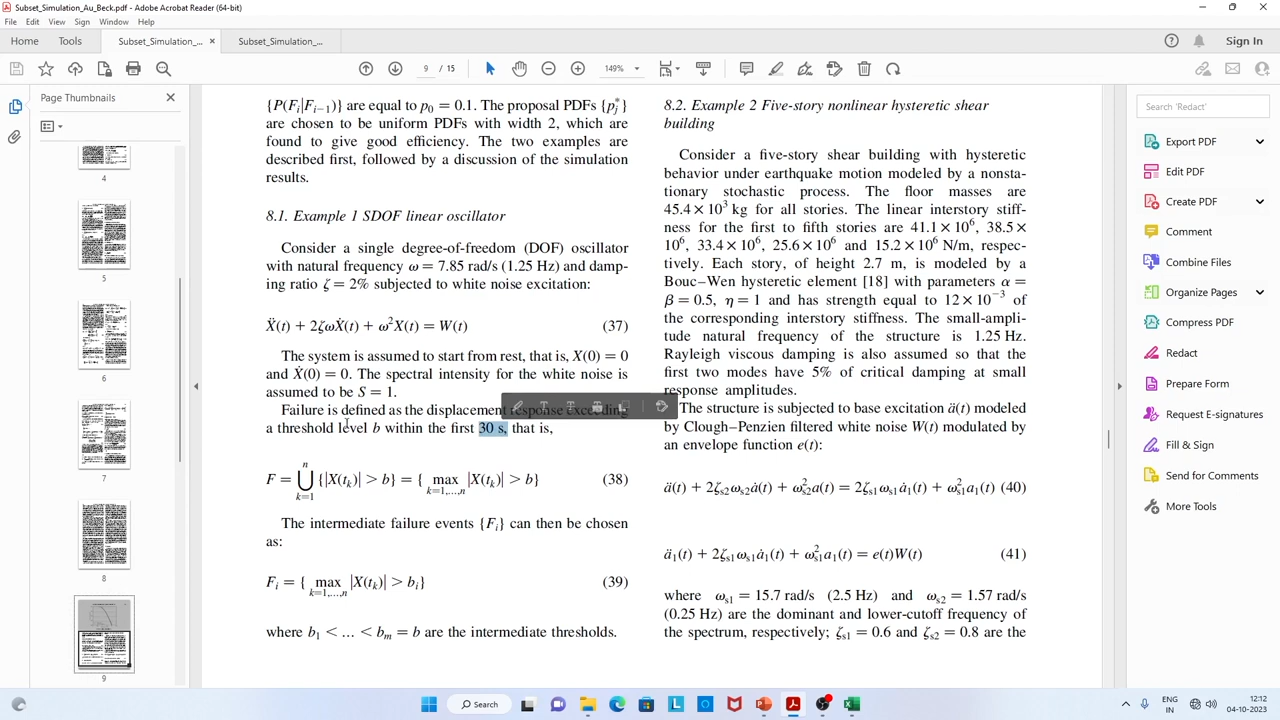 Subset_Simulation_Au_Beck.pdf - Adobe Acrobat Reader (64-bit)
File Edit View Sign Window Help
Home Tools Subset_Simulation_... × Subset_Simulation_... Sign In
9 / 15 149%
Page Thumbnails
4
5
6
7
8
9
{P(F_i|F_{i−1})} are equal to p_0 = 0.1. The proposal PDFs {p_j^*}
are chosen to be uniform PDFs with width 2, which are
found to give good efficiency. The two examples are
described first, followed by a discussion of the simulation
results.
8.1. Example 1 SDOF linear oscillator
Consider a single degree-of-freedom (DOF) oscillator
with natural frequency ω = 7.85 rad/s (1.25 Hz) and damp-
ing ratio ζ = 2% subjected to white noise excitation:
Ẍ(t) + 2ζωẊ(t) + ω²X(t) = W(t) (37)
The system is assumed to start from rest, that is, X(0) = 0
and Ẋ(0) = 0. The spectral intensity for the white noise is
assumed to be S = 1.
Failure is defined as the displacement exceeding
a threshold level b within the first 30 s, that is,
F = ⋃_{k=1}^{n} {|X(t_k)| > b} = { max_{k=1,...,n} |X(t_k)| > b} (38)
The intermediate failure events {F_i} can then be chosen
as:
F_i = { max_{k=1,...,n} |X(t_k)| > b_i} (39)
where b_1 < ... < b_m = b are the intermediate thresholds.
8.2. Example 2 Five-story nonlinear hysteretic shear
building
Consider a five-story shear building with hysteretic
behavior under earthquake motion modeled by a nonsta-
tionary stochastic process. The floor masses are
45.4 × 10³ kg for all stories. The linear interstory stiff-
ness for the first to fifth stories are 41.1 × 10⁶, 38.5 ×
10⁶, 33.4 × 10⁶, 25.6 × 10⁶ and 15.2 × 10⁶ N/m, respec-
tively. Each story, of height 2.7 m, is modeled by a
Bouc–Wen hysteretic element [18] with parameters α =
β = 0.5, η = 1 and has strength equal to 12 × 10⁻³ of
the corresponding interstory stiffness. The small-ampli-
tude natural frequency of the structure is 1.25 Hz.
Rayleigh viscous damping is also assumed so that the
first two modes have 5% of critical damping at small
response amplitudes.
The structure is subjected to base excitation ä(t) modeled
by Clough–Penzien filtered white noise W(t) modulated by
an envelope function e(t):
ä(t) + 2ζ_{s2}ω_{s2}ȧ(t) + ω_{s2}²a(t) = 2ζ_{s1}ω_{s1}ȧ_1(t) + ω_{s1}²a_1(t) (40)
ä_1(t) + 2ζ_{s1}ω_{s1}ȧ_1(t) + ω_{s1}²a_1(t) = e(t)W(t) (41)
where ω_{s1} = 15.7 rad/s (2.5 Hz) and ω_{s2} = 1.57 rad/s
(0.25 Hz) are the dominant and lower-cutoff frequency of
the spectrum, respectively; ζ_{s1} = 0.6 and ζ_{s2} = 0.8 are the
Search 'Redact'
Export PDF
Edit PDF
Create PDF
Comment
Combine Files
Organize Pages
Compress PDF
Redact
Prepare Form
Request E-signatures
Fill & Sign
Send for Comments
More Tools
Search
ENG
IN
12:12
04-10-2023